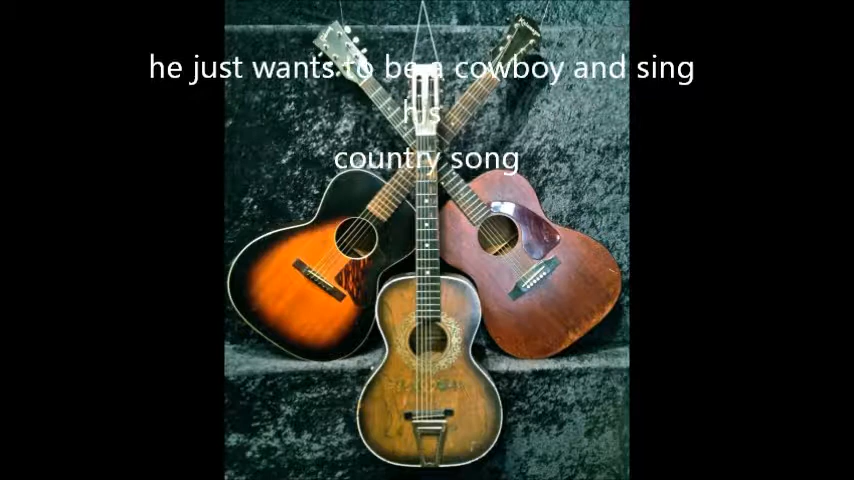 he just wants to be a cowboy and sing
his
country song